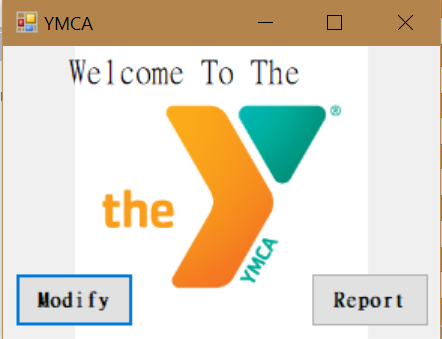 YMCA
Welcome To The
®
the
YMCA
Modify
Report